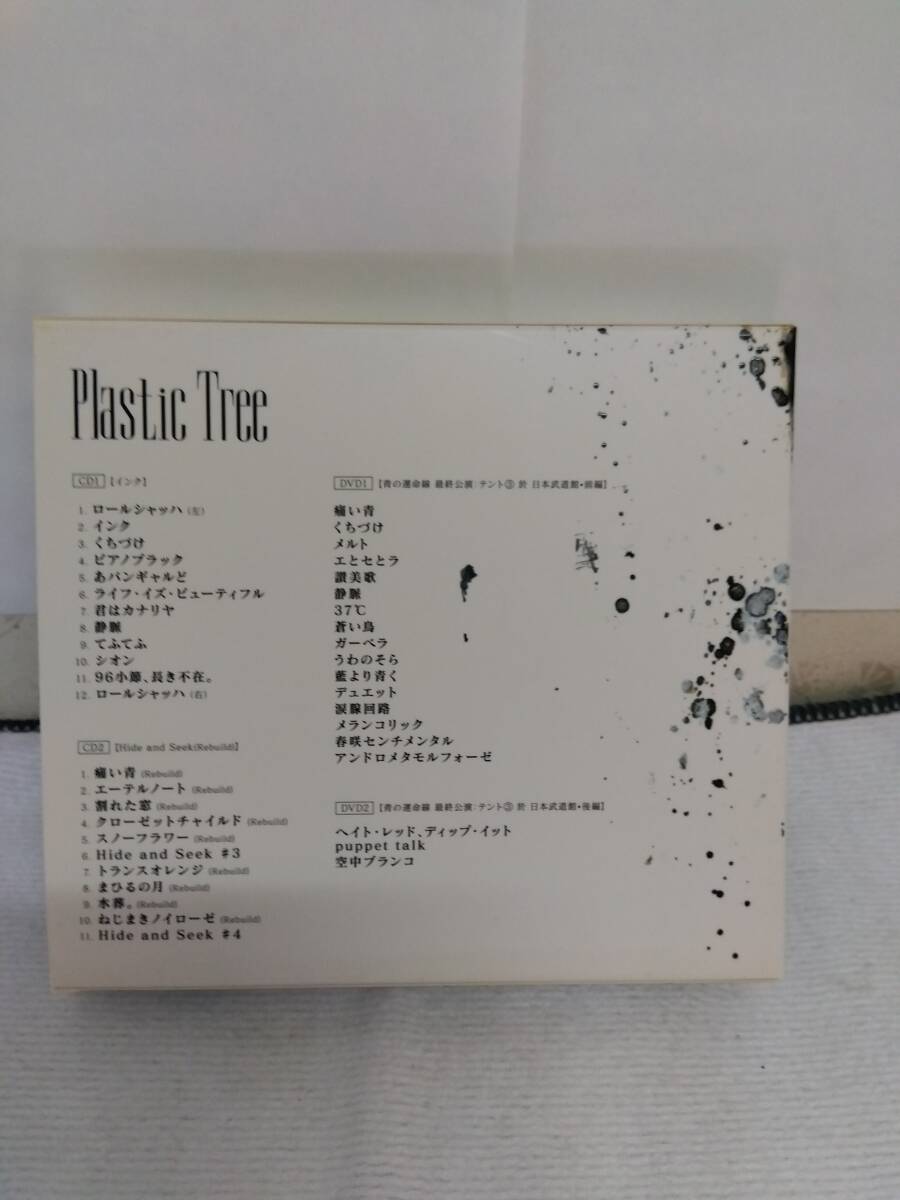 Plastic Tree
CD1【インク】
1. ロールシャッハ (左)
2. インク
3. くちづけ
4. ピアノブラック
5. あバンギャルど
6. ライフ・イズ・ビューティフル
7. 君はカナリヤ
8. 静脈
9. てふてふ
10. シオン
11. 96小節、長き不在。
12. ロールシャッハ (右)
CD2【Hide and Seek(Rebuild)】
1. 痛い青 (Rebuild)
2. エーテルノート (Rebuild)
3. 割れた窓 (Rebuild)
4. クローゼットチャイルド (Rebuild)
5. スノーフラワー (Rebuild)
6. Hide and Seek ♯3
7. トランスオレンジ (Rebuild)
8. まひるの月 (Rebuild)
9. 水葬。(Rebuild)
10. ねじまきノイローゼ (Rebuild)
11. Hide and Seek ♯4
DVD1【青の運命線 最終公演:テント③ 於 日本武道館・前編】
痛い青
くちづけ
メルト
エとセとラ
讃美歌
静脈
37℃
蒼い鳥
ガーベラ
うわのそら
藍より青く
デュエット
涙腺回路
メランコリック
春咲センチメンタル
アンドロメタモルフォーゼ
DVD2【青の運命線 最終公演:テント③ 於 日本武道館・後編】
ヘイト・レッド、ディップ・イット
puppet talk
空中ブランコ